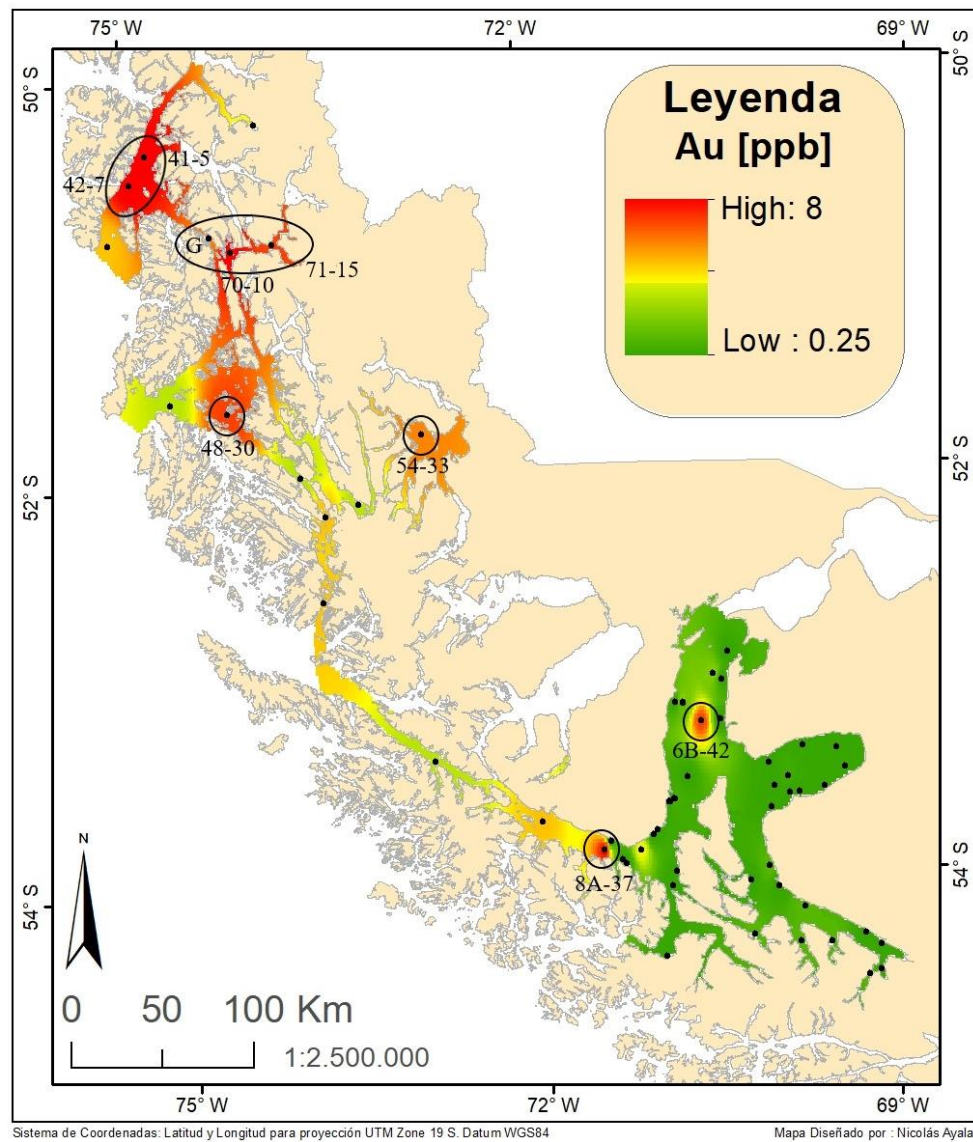 75° W
72° W
69° W
50° S
50° S
Leyenda
Au [ppb]
High: 8
Low : 0.25
41-5
42-7
G
71-15
70-10
48-30
54-33
52° S
52° S
6B-42
8A-37
54° S
54° S
N
0 50 100 Km
1:2.500.000
75° W
72° W
69° W
Sistema de Coordenadas: Latitud y Longitud para proyección UTM Zone 19 S. Datum WGS84
Mapa Diseñado por : Nicolás Ayala